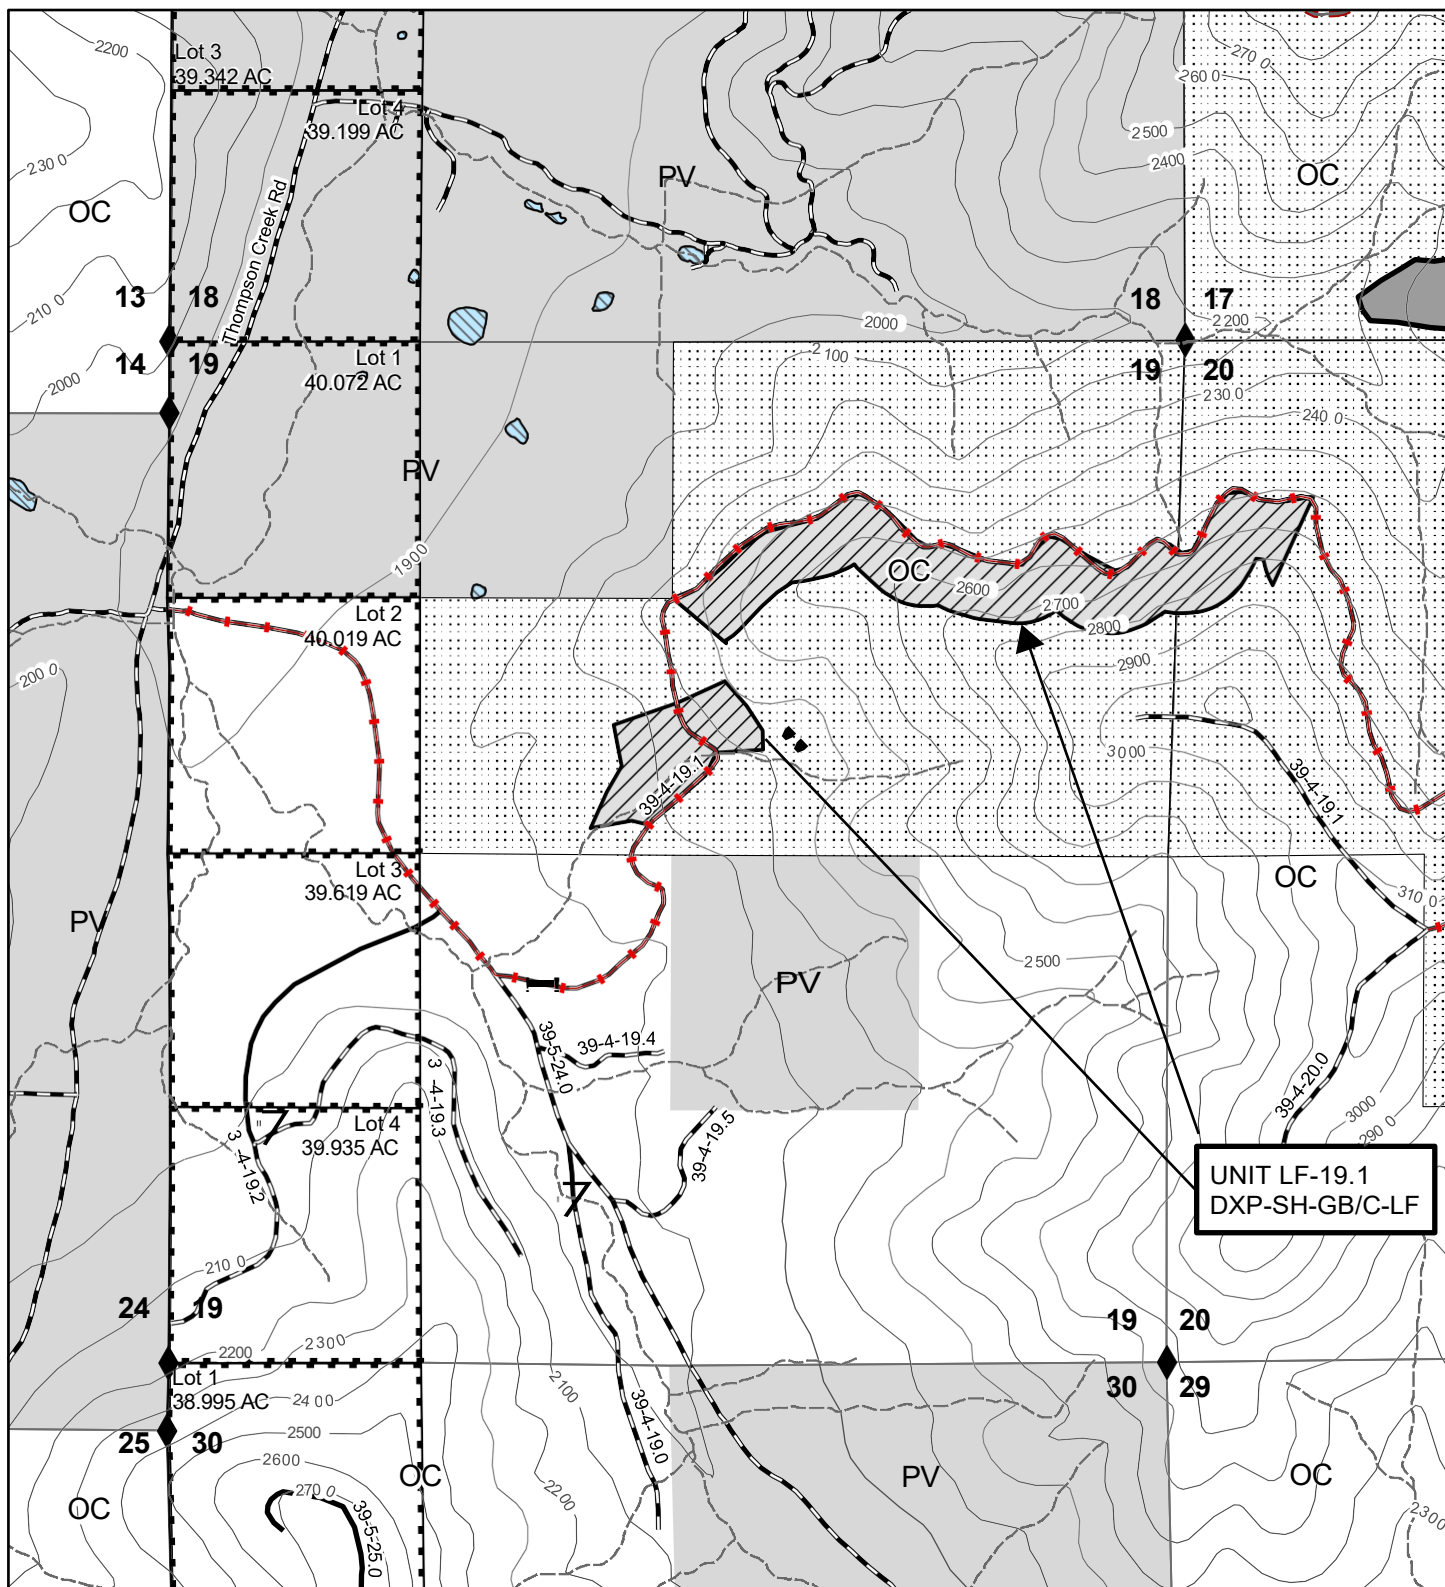 2200
Lot 3
39.342 AC
Lot 4
39.199 AC
270 0
260 0
2500
2400
230 0
OC
PV
OC
Thompson Creek Rd
210 0
13 18
18 17
2200
2000
14 19
2000
Lot 1
40.072 AC
2 100
19 20
230 0
240 0
PV
1900
OC
2600
2700
2800
2900
Lot 2
40.019 AC
200 0
3000
39-4-19.1
39-4-19.1
Lot 3
39.619 AC
OC
310 0
PV
PV
2 500
39-5-24.0
39-4-19.4
3 -4-19.3
39-4-20.0
3000
290 0
Lot 4
39.935 AC
3 -4-19.2
39-4-19.5
UNIT LF-19.1
DXP-SH-GB/C-LF
210 0
24 19
19 20
2300
2200
Lot 1
38.995 AC
30 29
24 00
2100
39-4-19.0
25 30
2500
2600
270 0
OC
OC
PV
OC
2200
39-5-25.0
2300